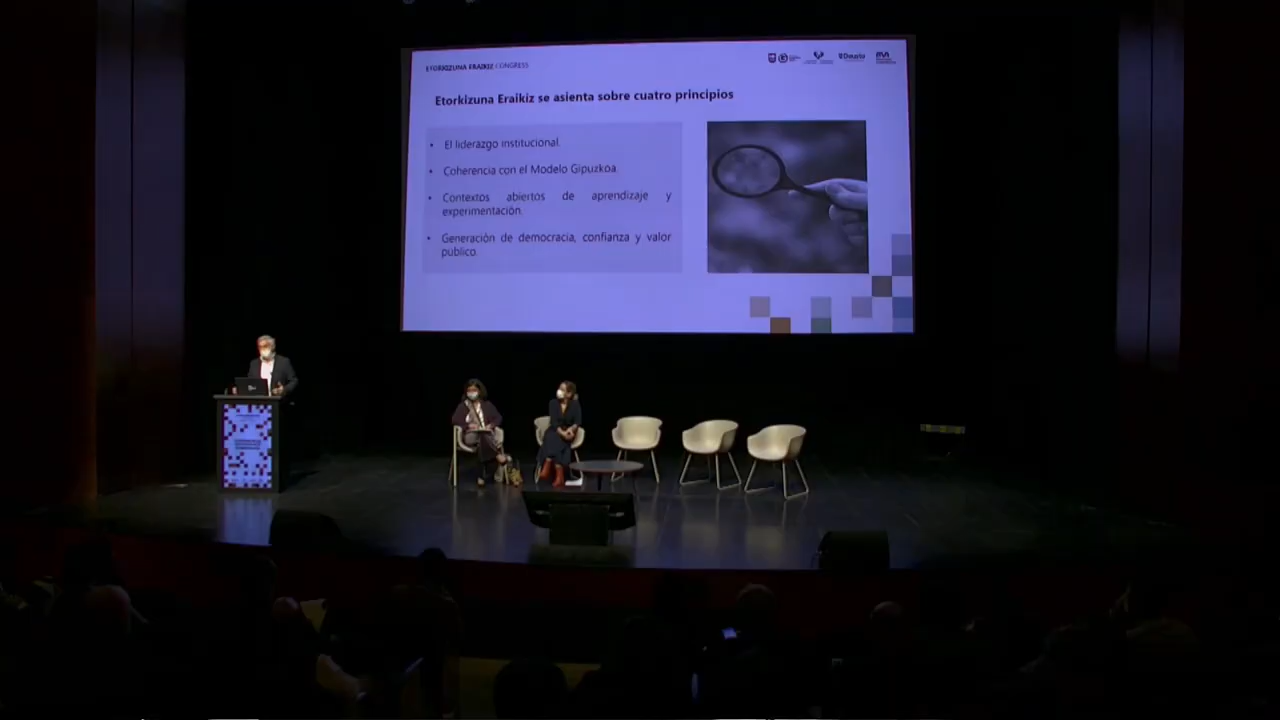 ETORKIZUNA ERAIKIZ CONGRESS
Deusto
Etorkizuna Eraikiz se asienta sobre cuatro principios
• El liderazgo institucional.
• Coherencia con el Modelo Gipuzkoa.
• Contextos abiertos de aprendizaje y
experimentación.
• Generación de democracia, confianza y valor
público.